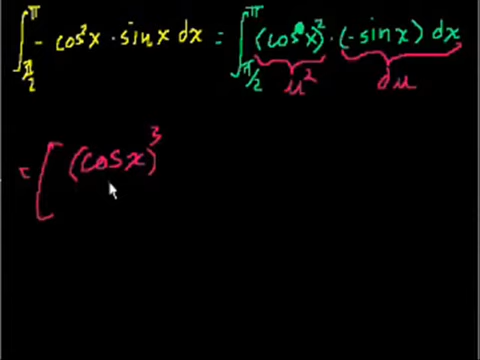 ∫_{π/2}^{π} - cos²x · sin x dx = ∫_{π/2}^{π} (cos x)² · (-sin x) dx
u² du
= [ (cos x)³